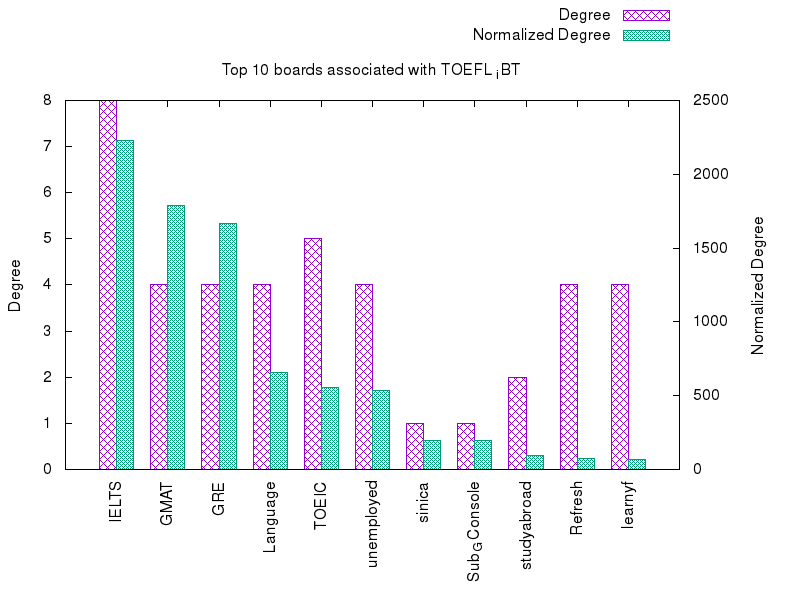 Degree
Normalized Degree
Top 10 boards associated with TOEFL iBT
8 2500
7
6 2000
5 1500
4
3 1000
2 500
1
0 0
Degree
Normalized Degree
IELTS
GMAT
GRE
Language
TOEIC
unemployed
sinica
SubGConsole
studyabroad
Refresh
learnyf